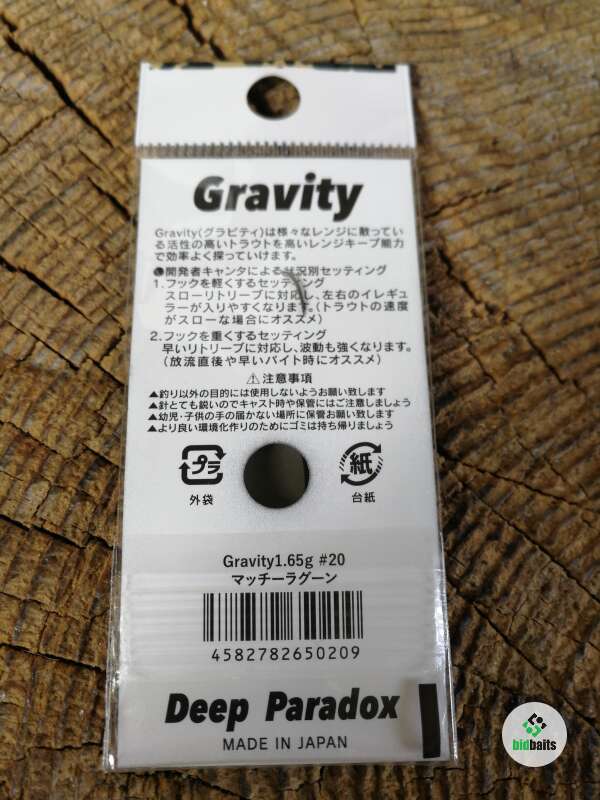 Gravity
Gravity(グラビティ)は様々なレンジに散っている
る活性の高いトラウトを高いレンジキープ能力
で効率よく探っていけます。
●開発者キャンタによる状況別セッティング
1.フックを軽くするセッティング
スローリトリーブに対応し、左右のイレギュ
ラーが入りやすくなります。(トラウトの速度
がスローな場合にオススメ)
2.フックを重くするセッティング
早いリトリーブに対応し、波動も強くなります。
(放流直後や早いバイト時にオススメ)
⚠注意事項
▲釣り以外の目的には使用しないようお願い致します
▲針とても鋭いのでキャスト時や保管にはご注意しましょう
▲幼児・子供の手の届かない場所に保管お願い致します
▲より良い環境化作りのためにゴミは持ち帰りましょう
プラ
外袋
紙
台紙
Gravity1.65g #20
マッチーラグーン
4582782650209
Deep Paradox
MADE IN JAPAN
bidbaits